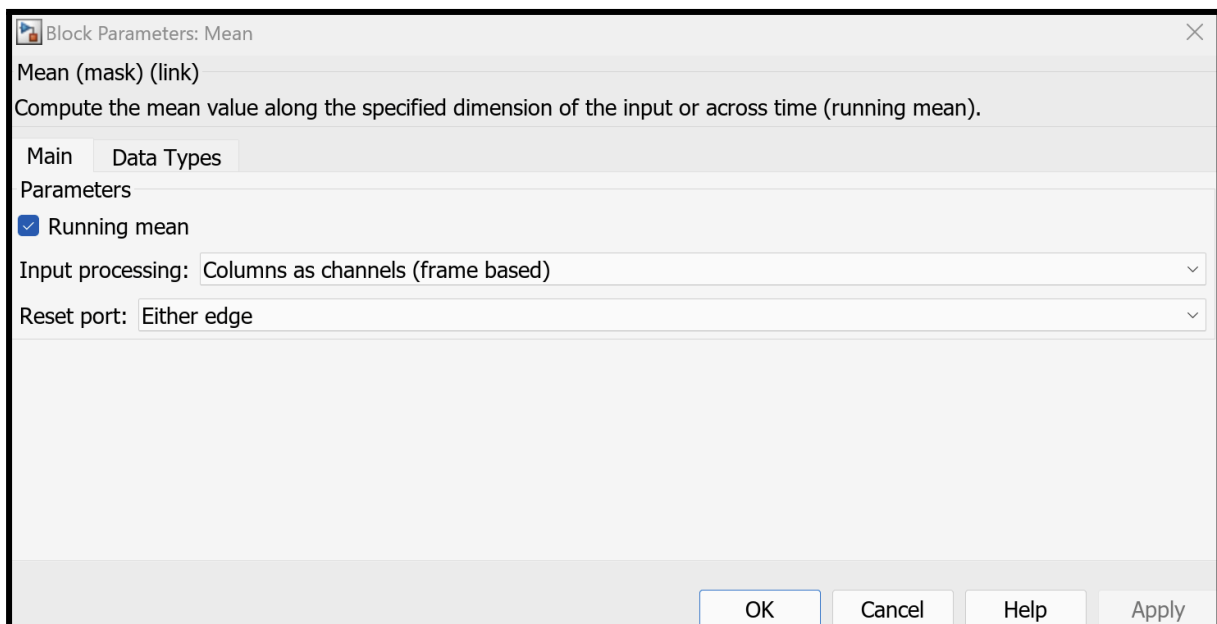 Block Parameters: Mean
Mean (mask) (link)
Compute the mean value along the specified dimension of the input or across time (running mean).
Main Data Types
Parameters
Running mean
Input processing: Columns as channels (frame based)
Reset port: Either edge
OK Cancel Help Apply